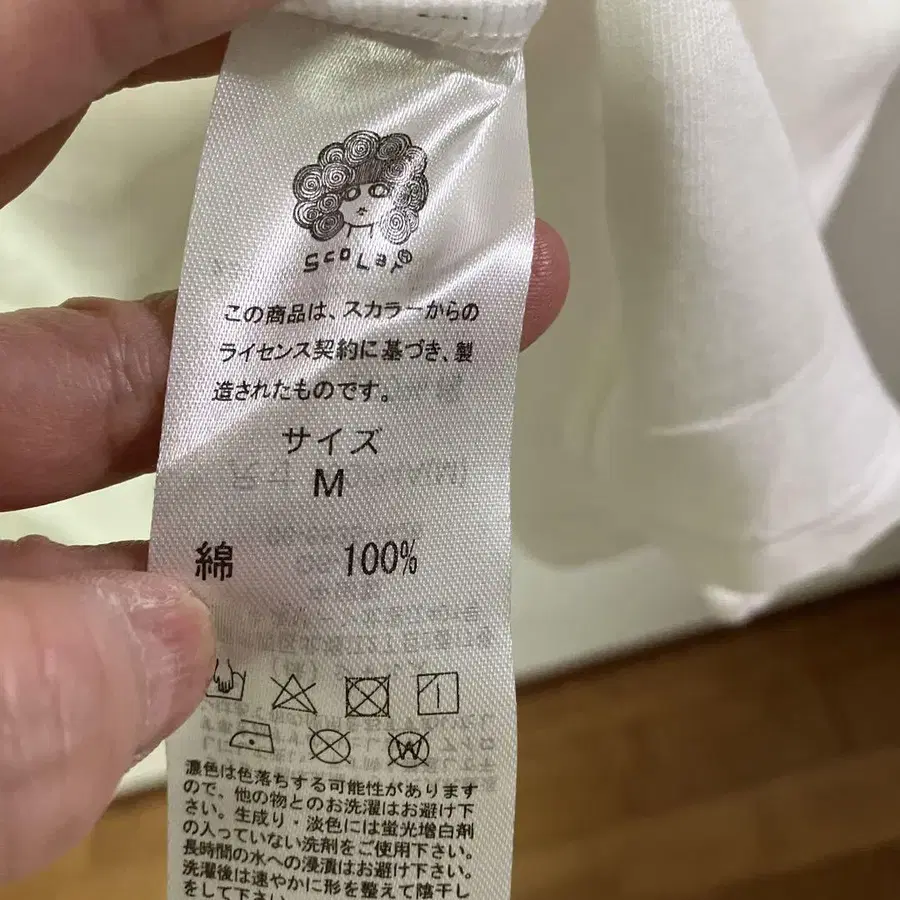 ScoLar®
この商品は、スカラーからの
ライセンス契約に基づき、製
造されたものです。
サイズ
M
綿 100%
W
濃色は色落ちする可能性があります
ので、他の物とのお洗濯はお避け下
さい。生成り・淡色には蛍光増白剤
の入っていない洗剤をご使用下さい。
長時間の水への浸漬はお避け下さい。
洗濯後は速やかに形を整えて陰干し
をして下さい。